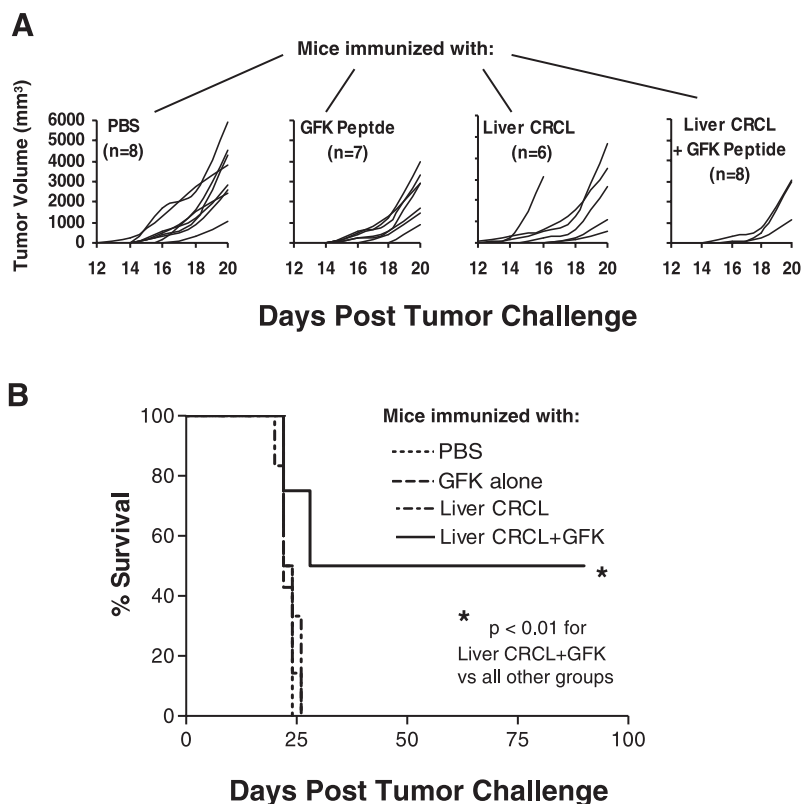 A
Mice immunized with:
Tumor Volume (mm³)
6000
5000
4000
3000
2000
1000
0
PBS
(n=8)
12 14 16 18 20
GFK Peptde
(n=7)
12 14 16 18 20
Liver CRCL
(n=6)
12 14 16 18 20
Liver CRCL
+ GFK Peptide
(n=8)
12 14 16 18 20
Days Post Tumor Challenge
B
% Survival
100
80
60
40
20
0
Mice immunized with:
PBS
GFK alone
Liver CRCL
Liver CRCL+GFK
*
*
p < 0.01 for
Liver CRCL+GFK
vs all other groups
0 25 50 75 100
Days Post Tumor Challenge